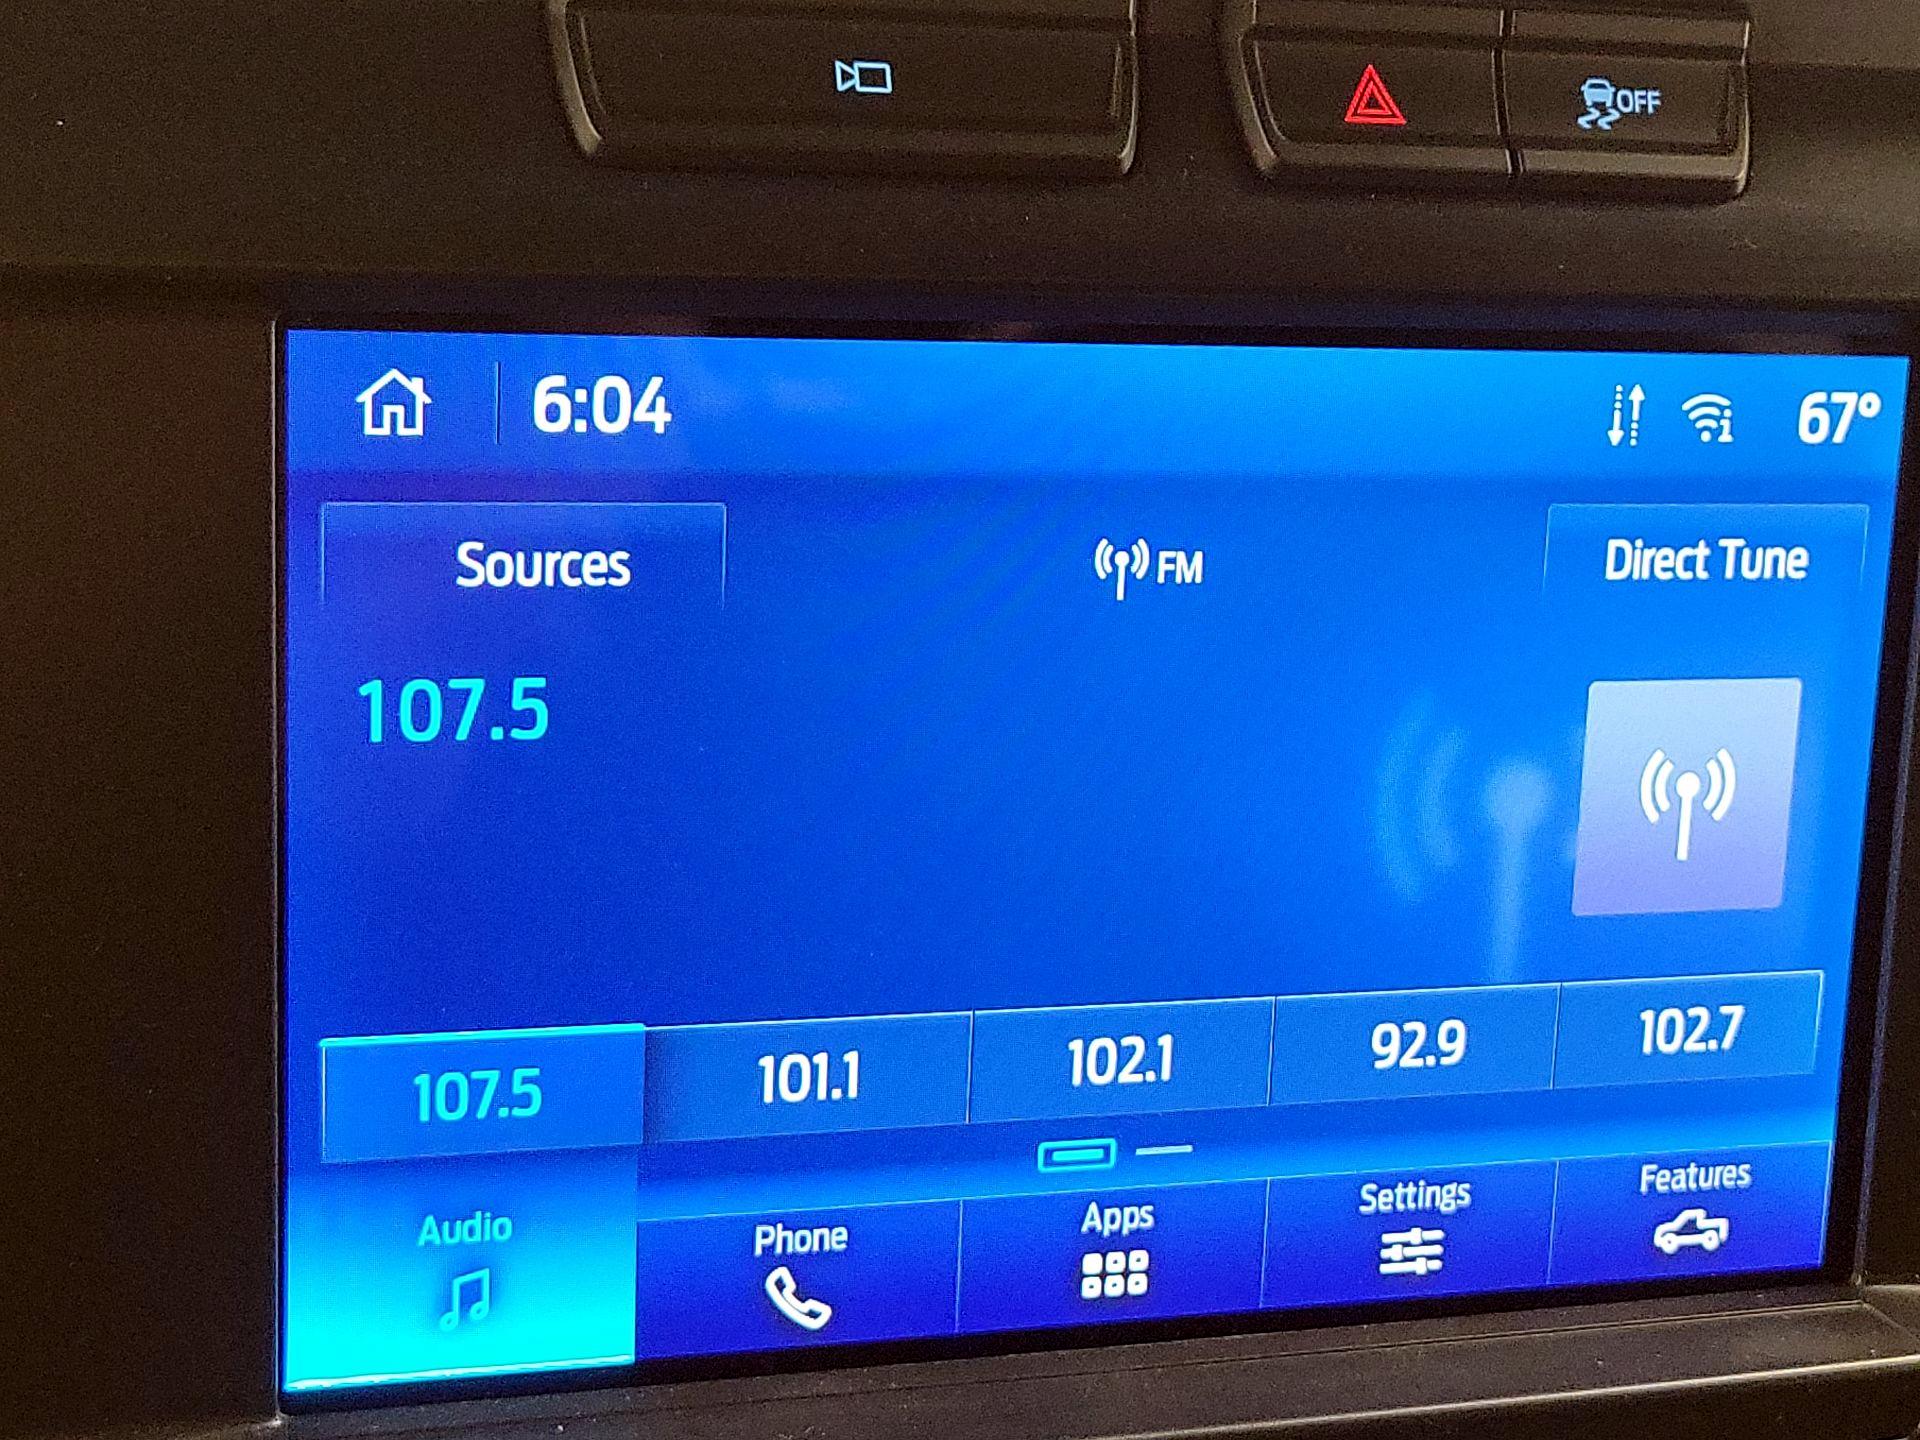 OFF
6:04
67°
Sources
FM
Direct Tune
107.5
107.5 101.1 102.1 92.9 102.7
Audio Phone Apps Settings Features